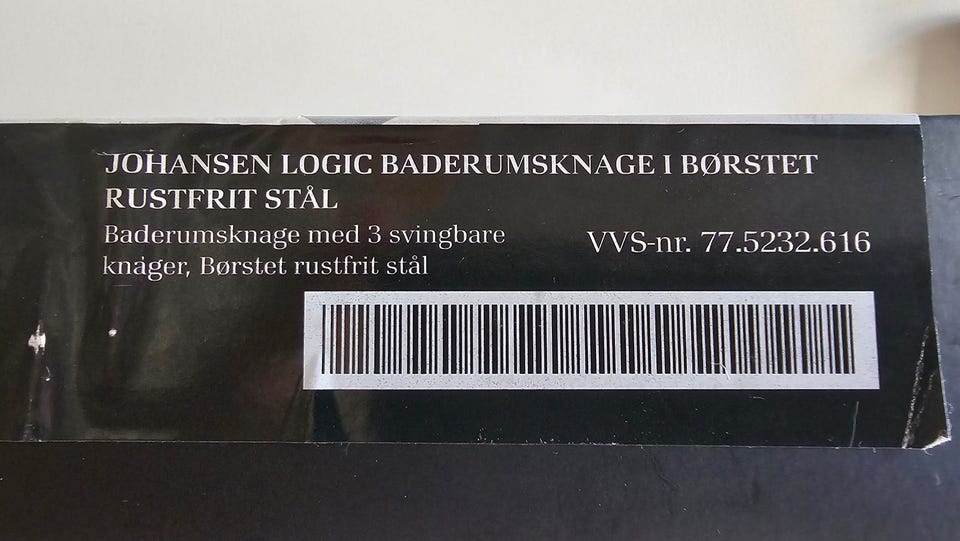 JOHANSEN LOGIC BADERUMSKNAGE I BØRSTET
RUSTFRIT STÅL
Baderumsknage med 3 svingbare
knager, Børstet rustfrit stål
VVS-nr. 77.5232.616